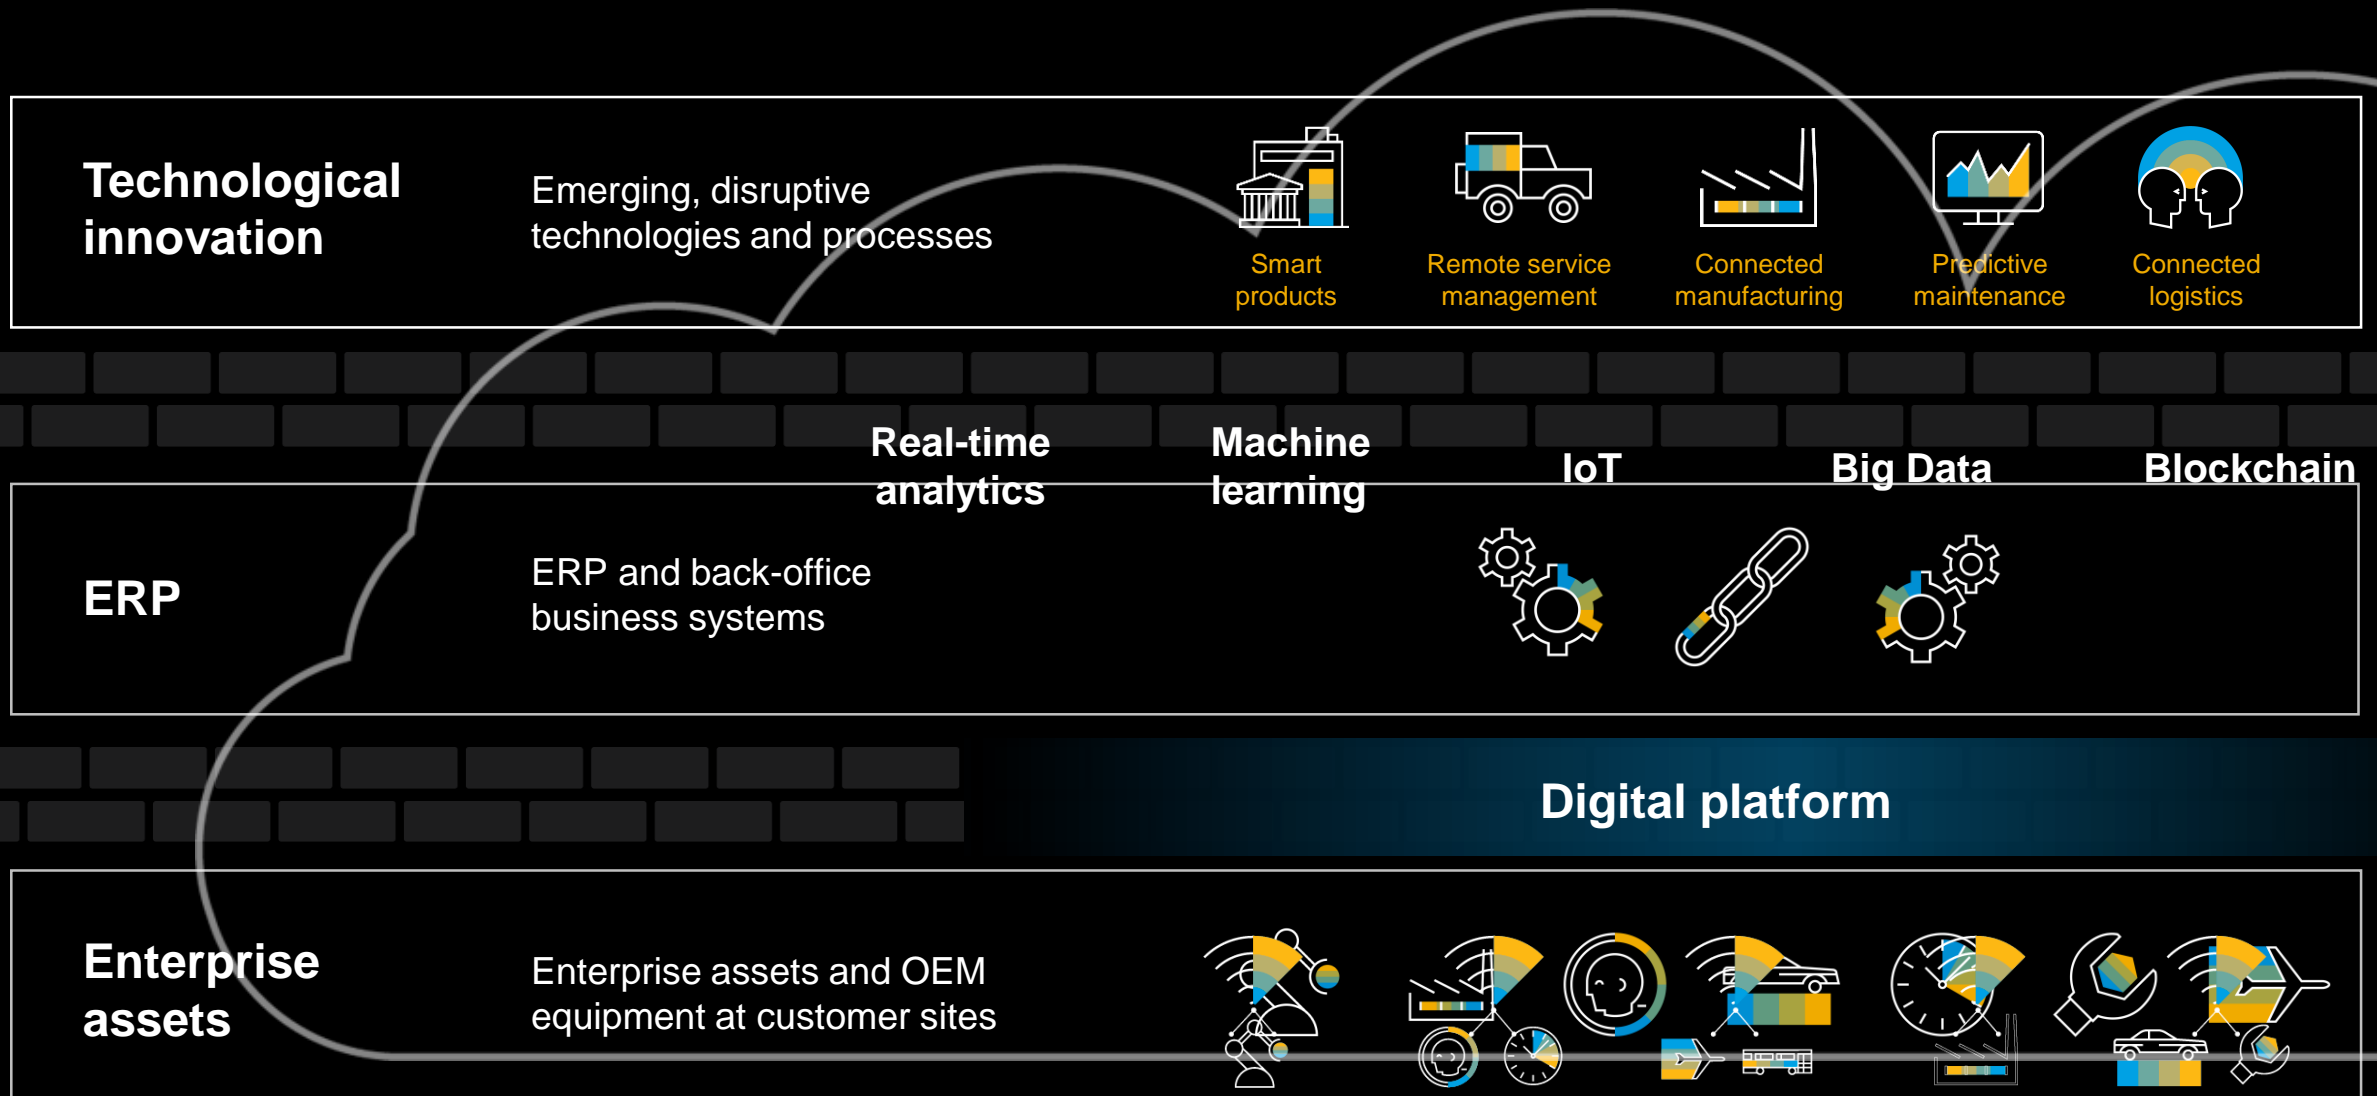 Technological
innovation
Emerging, disruptive
technologies and processes
Smart
products
Remote service
management
Connected
manufacturing
Predictive
maintenance
Connected
logistics
Real-time
analytics
Machine
learning
IoT
Big Data
Blockchain
ERP
ERP and back-office
business systems
Digital platform
Enterprise
assets
Enterprise assets and OEM
equipment at customer sites